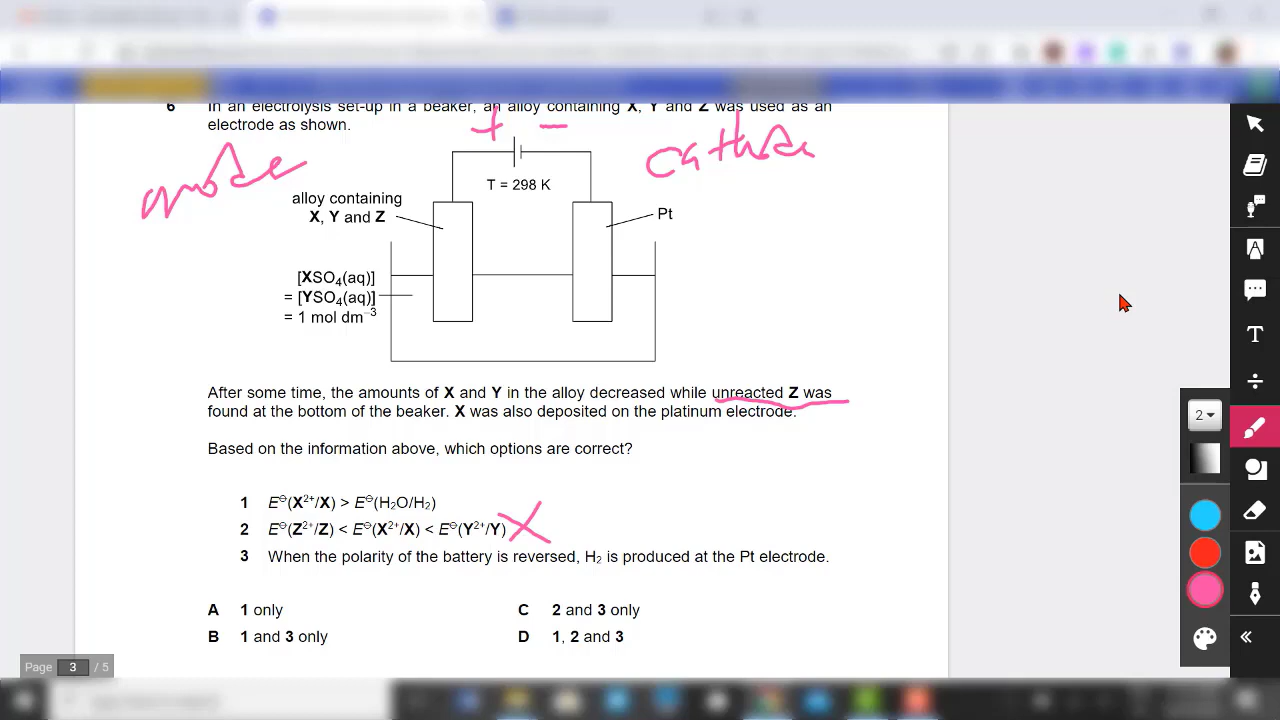 6 In an electrolysis set-up in a beaker, an alloy containing X, Y and Z was used as an
electrode as shown.
+ −
anode
cathode
T = 298 K
alloy containing
X, Y and Z
Pt
[XSO₄(aq)]
= [YSO₄(aq)]
= 1 mol dm⁻³
After some time, the amounts of X and Y in the alloy decreased while unreacted Z was
found at the bottom of the beaker. X was also deposited on the platinum electrode.
Based on the information above, which options are correct?
1 E⊖(X²⁺/X) > E⊖(H₂O/H₂)
2 E⊖(Z²⁺/Z) < E⊖(X²⁺/X) < E⊖(Y²⁺/Y) X
3 When the polarity of the battery is reversed, H₂ is produced at the Pt electrode.
A 1 only
C 2 and 3 only
B 1 and 3 only
D 1, 2 and 3
2
T
Page 3 / 5